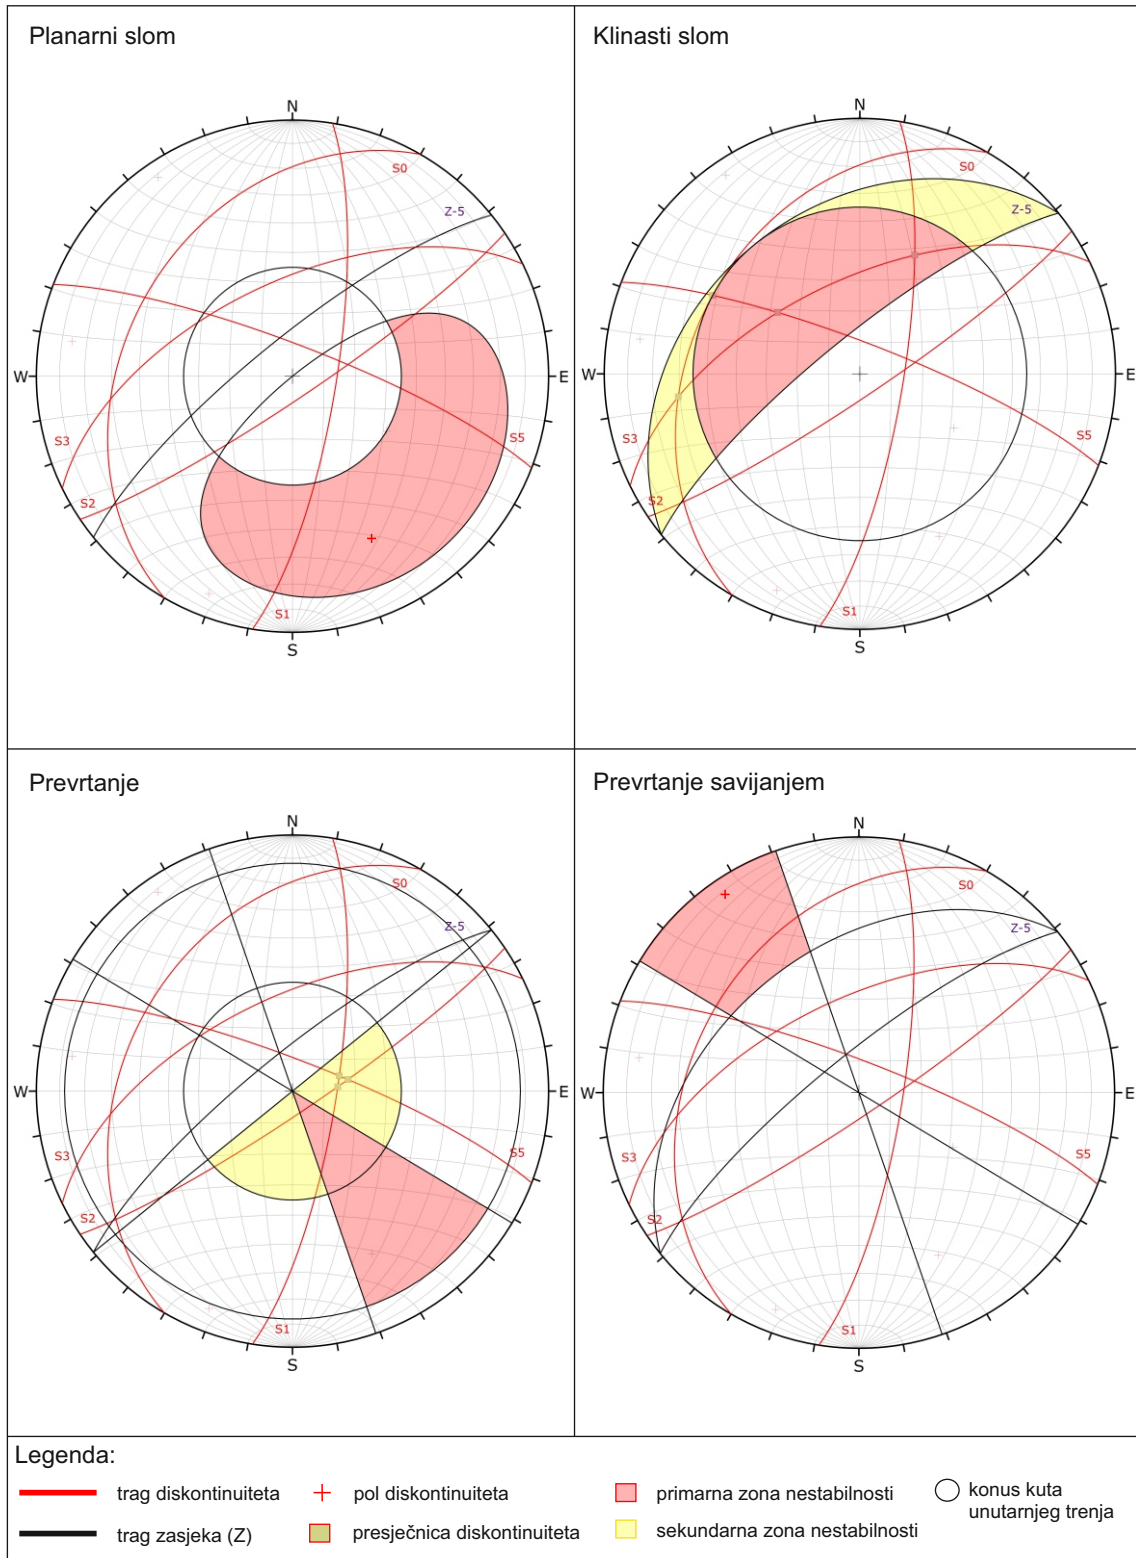 Planarni slom
N
S0
Z-5
W
E
S3
S5
S2
S1
S
Klinasti slom
N
S0
Z-5
W
E
S3
S5
S2
S1
S
Prevrtanje
N
S0
Z-5
W
E
S3
S5
S2
S1
S
Prevrtanje savijanjem
N
S0
Z-5
W
E
S3
S5
S2
S1
S
Legenda:
trag diskontinuiteta
pol diskontinuiteta
primarna zona nestabilnosti
konus kuta
unutarnjeg trenja
trag zasjeka (Z)
presječnica diskontinuiteta
sekundarna zona nestabilnosti